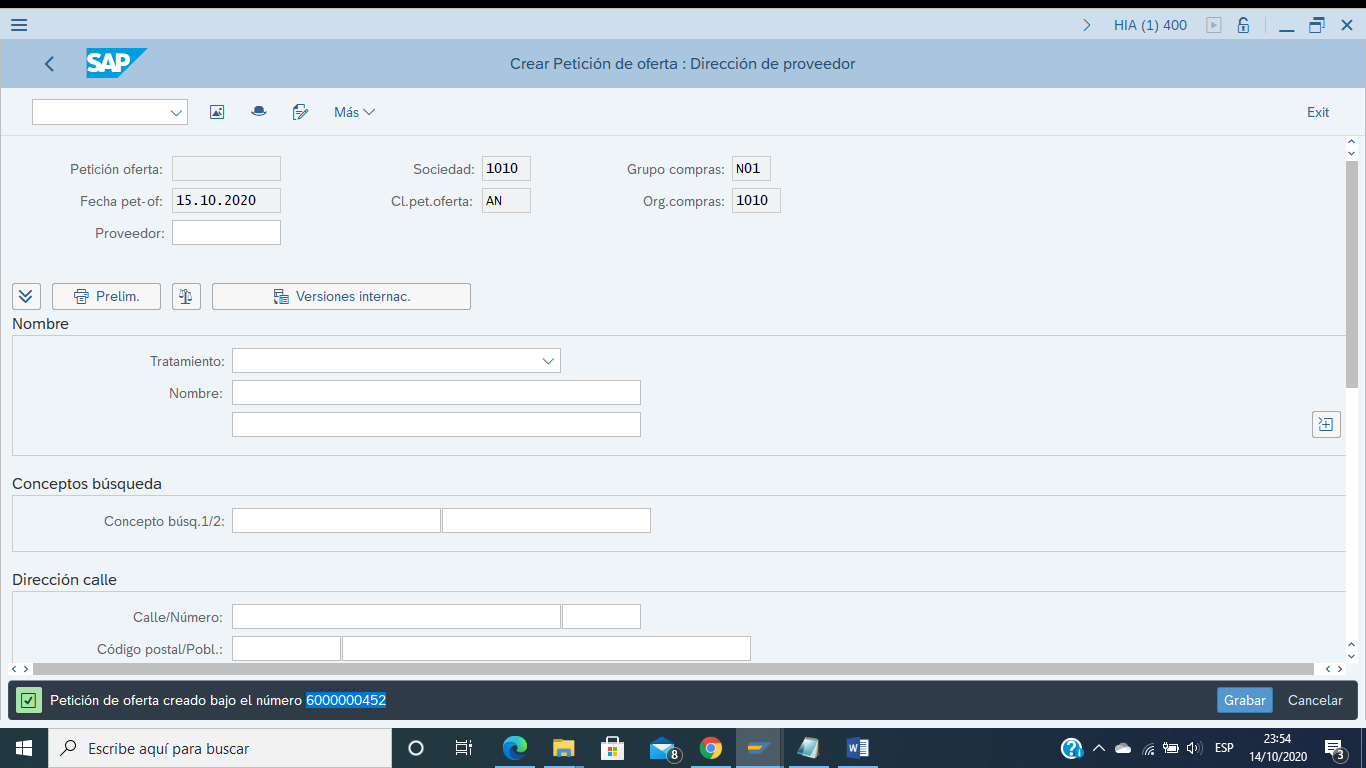 HIA (1) 400
SAP
Crear Petición de oferta : Dirección de proveedor
Más
Exit
Petición oferta:
Sociedad: 1010
Grupo compras: N01
Fecha pet-of: 15.10.2020
Cl.pet.oferta: AN
Org.compras: 1010
Proveedor:
Prelim.
Versiones internac.
Nombre
Tratamiento:
Nombre:
Conceptos búsqueda
Concepto búsq.1/2:
Dirección calle
Calle/Número:
Código postal/Pobl.:
Petición de oferta creado bajo el número 6000000452
Grabar
Cancelar
Escribe aquí para buscar
8
ESP
23:54
14/10/2020
3